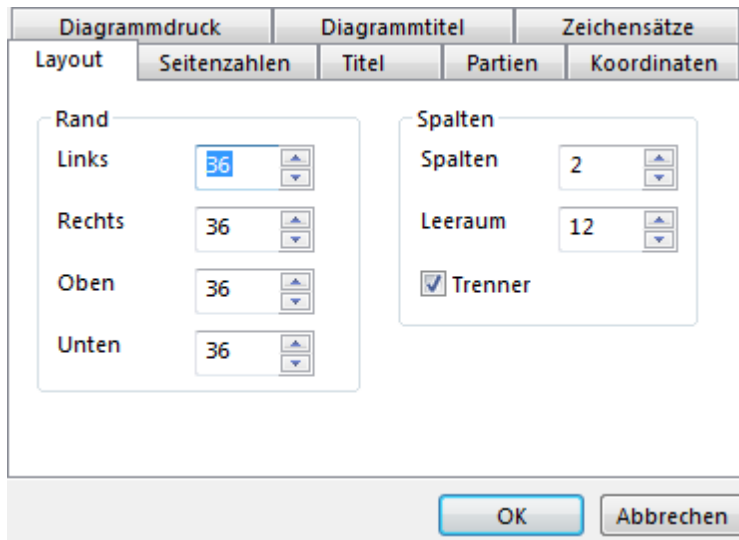 Diagrammdruck Diagrammtitel Zeichensätze
Layout Seitenzahlen Titel Partien Koordinaten
Rand
Links 36
Rechts 36
Oben 36
Unten 36
Spalten
Spalten 2
Leeraum 12
Trenner
OK Abbrechen